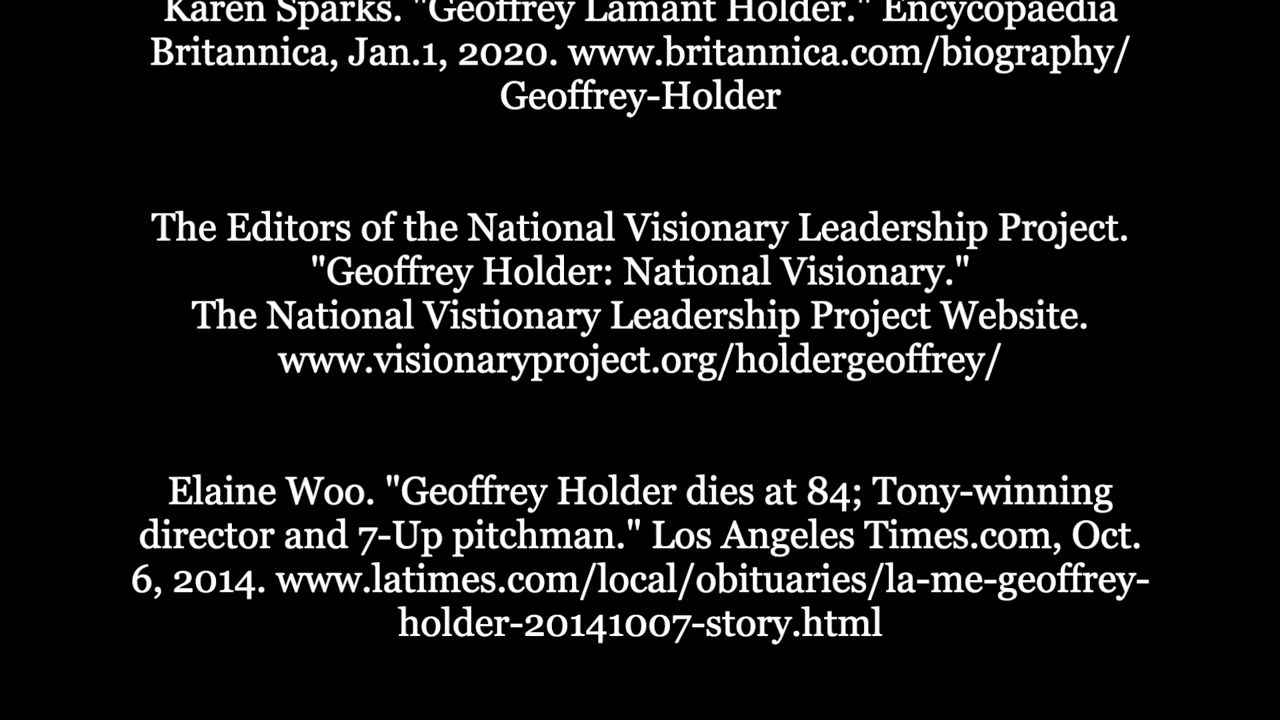 Karen Sparks. "Geoffrey Lamant Holder." Encycopaedia
Britannica, Jan.1, 2020. www.britannica.com/biography/
Geoffrey-Holder
The Editors of the National Visionary Leadership Project.
"Geoffrey Holder: National Visionary."
The National Vistionary Leadership Project Website.
www.visionaryproject.org/holdergeoffrey/
Elaine Woo. "Geoffrey Holder dies at 84; Tony-winning
director and 7-Up pitchman." Los Angeles Times.com, Oct.
6, 2014. www.latimes.com/local/obituaries/la-me-geoffrey-
holder-20141007-story.html